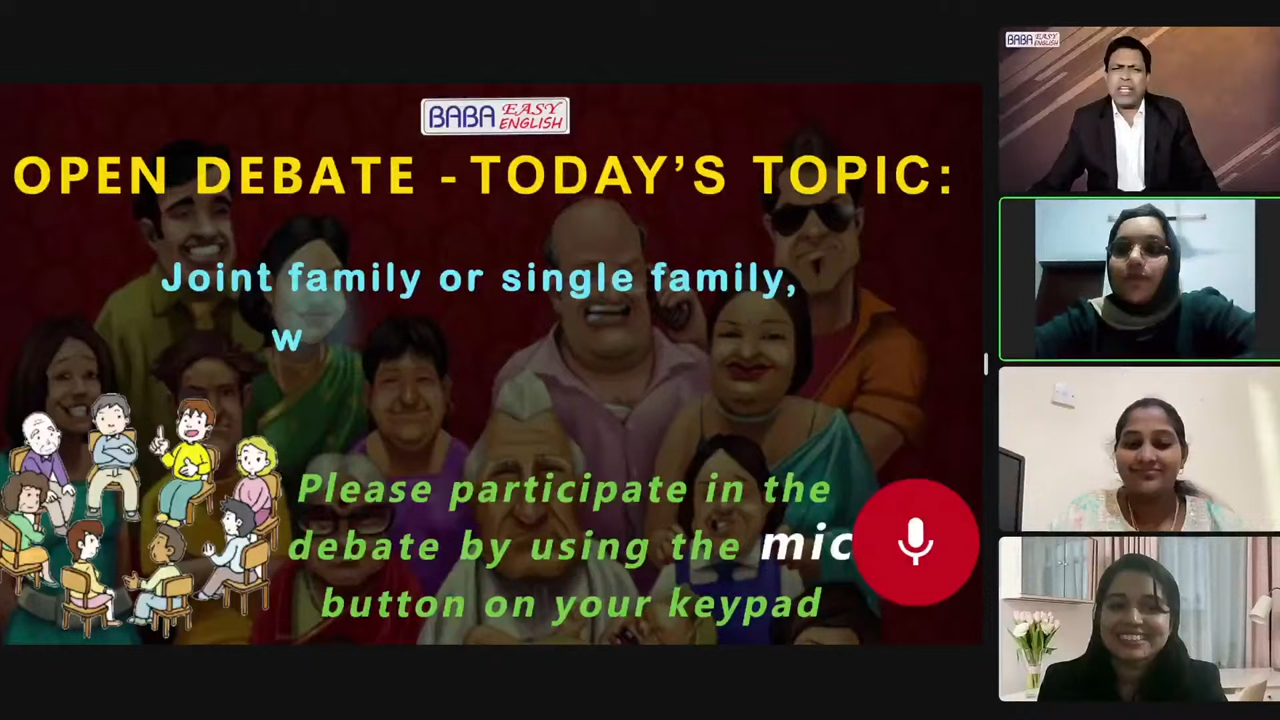 BABA EASY ENGLISH
OPEN DEBATE - TODAY'S TOPIC:
Joint family or single family,
w
Please participate in the
debate by using the mic
button on your keypad
BABA EASY ENGLISH